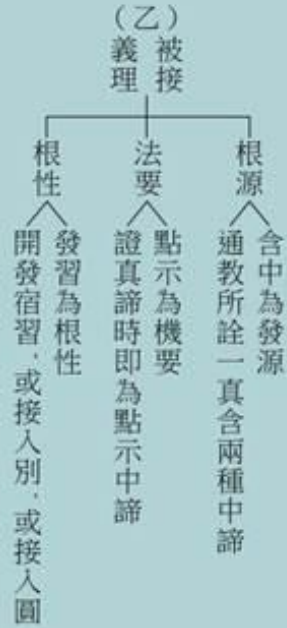 （乙）
被接
義理
根源
含中為發源
通教所詮一真含兩種中諦
法要
點示為機要
證真諦時即為點示中諦
根性
發習為根性
開發宿習，或接入別，或接入圓